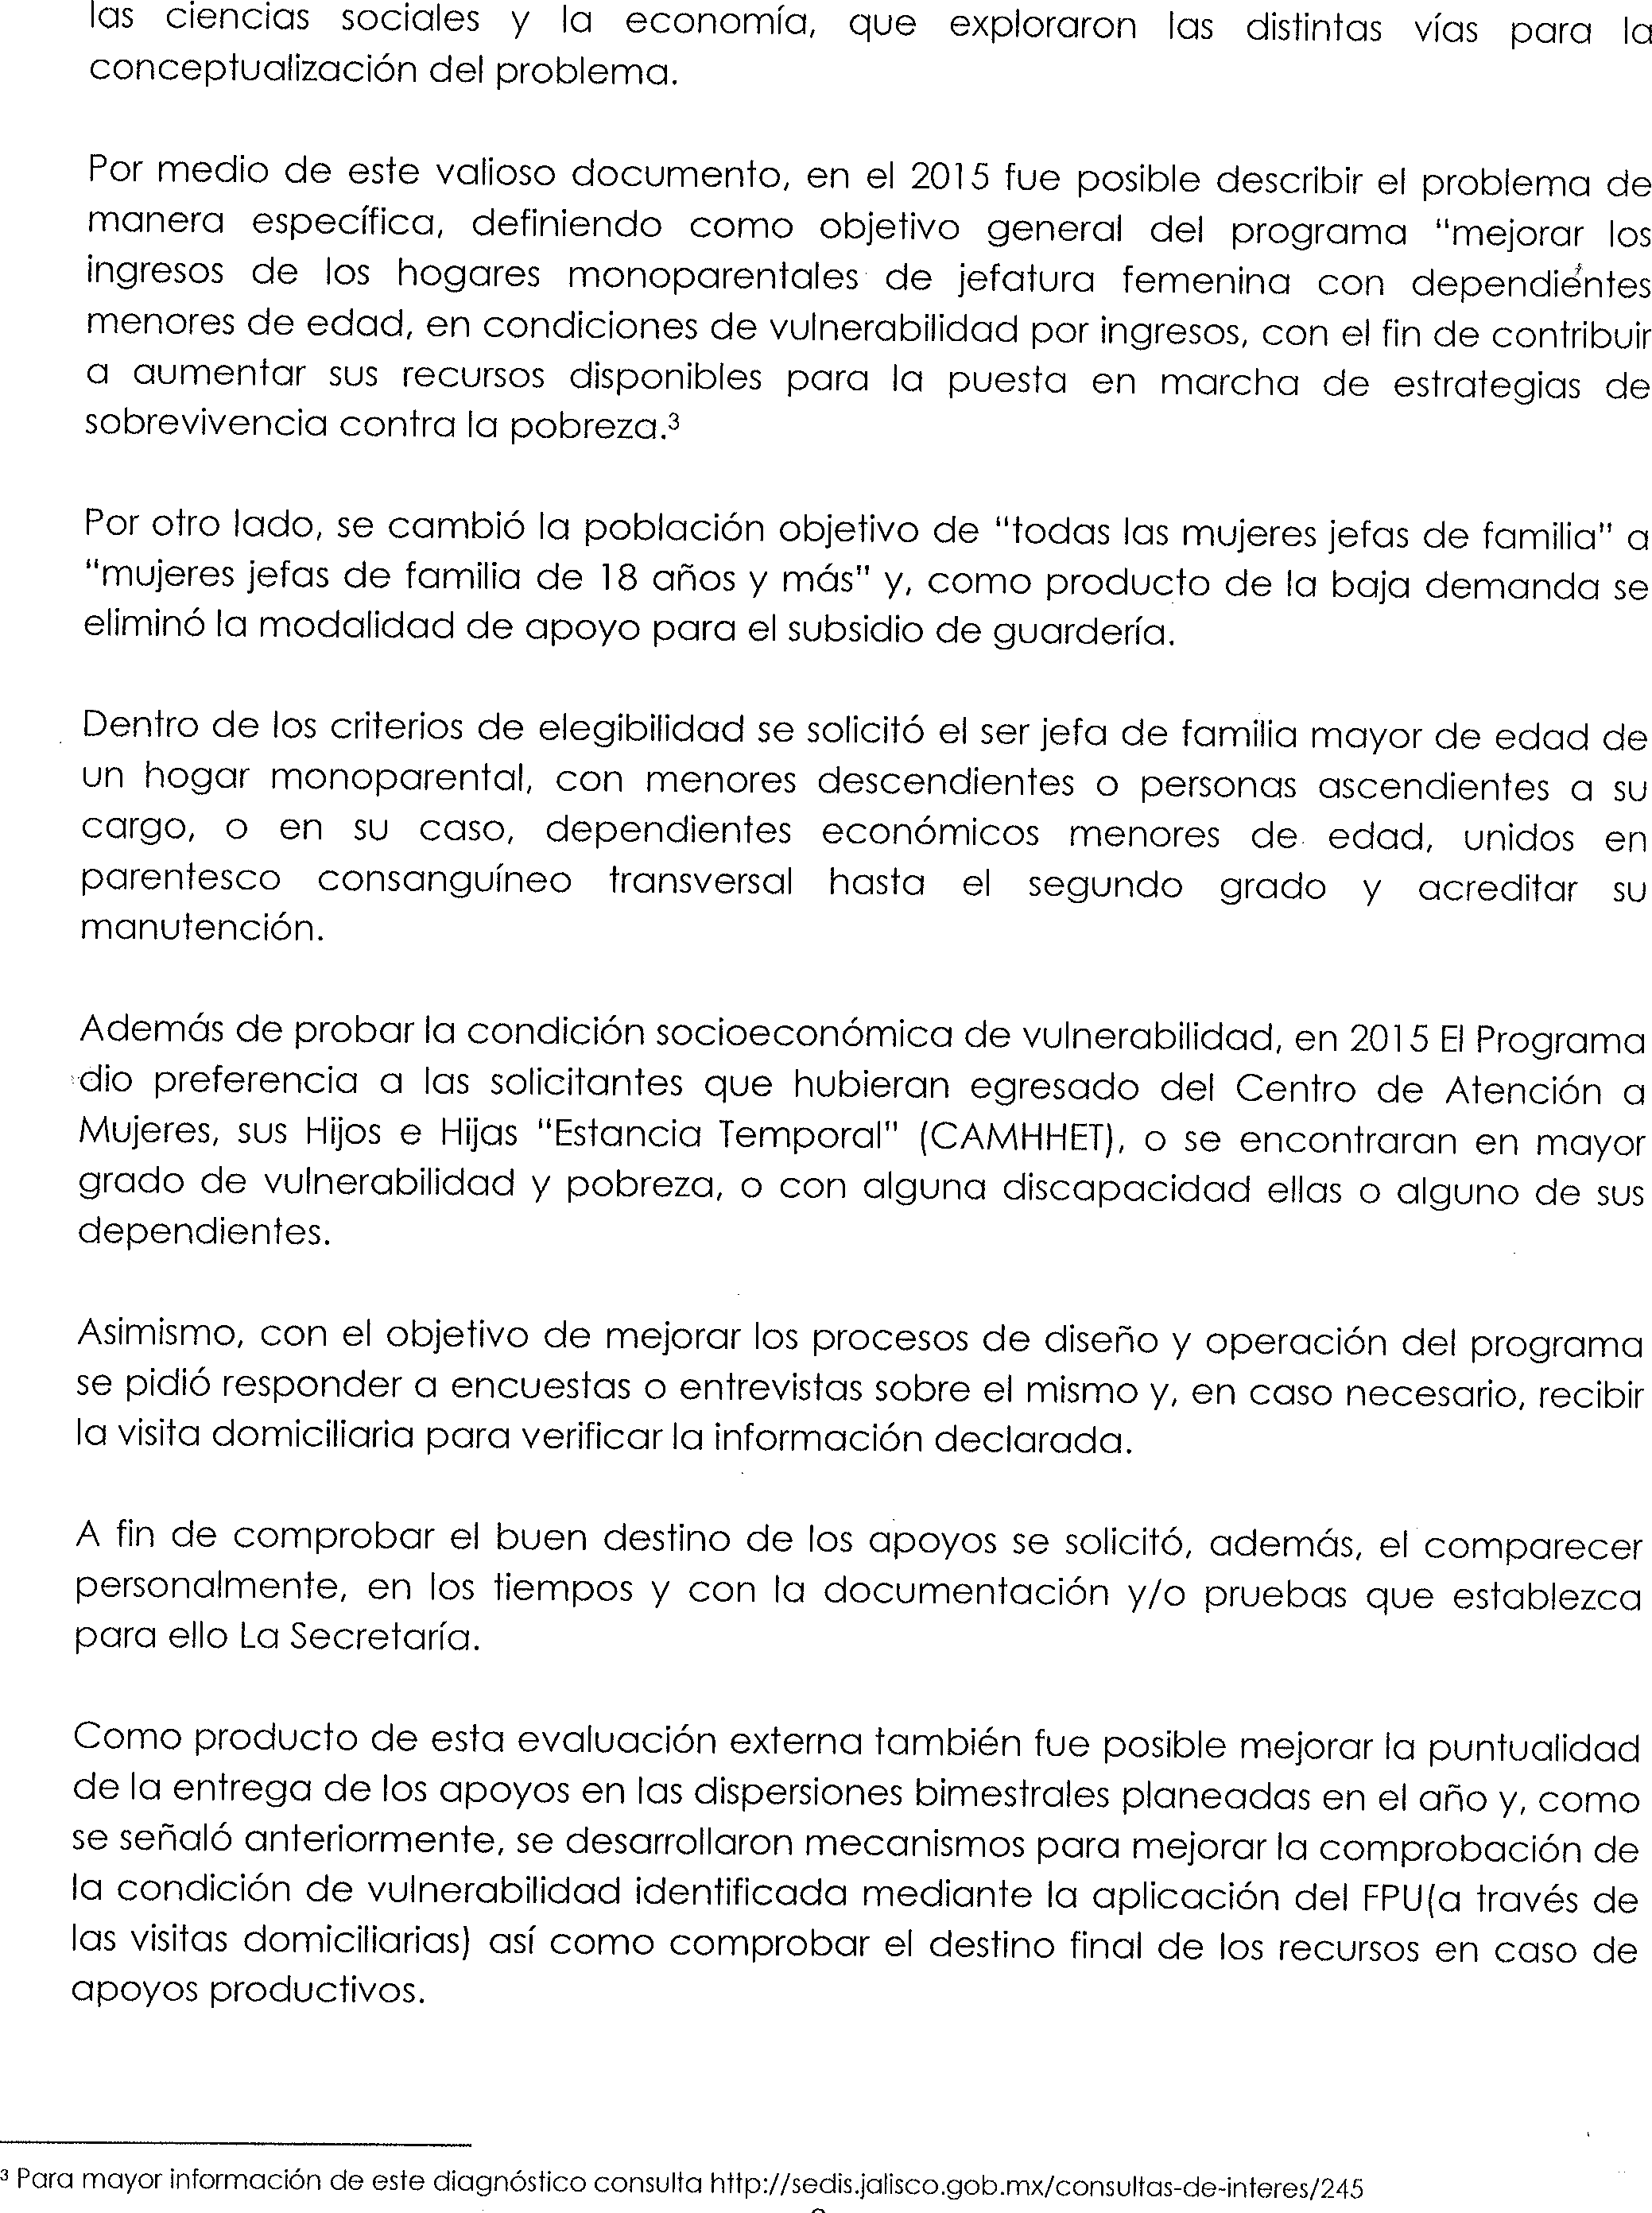 las ciencias sociales y la economía, que exploraron las distintas vías para la
conceptualización del problema.
Por medio de este valioso documento, en el 2015 fue posible describir el problema de
manera específica, definiendo como objetivo general del programa "mejorar los
ingresos de los hogares monoparentales de jefatura femenina con dependientes
menores de edad, en condiciones de vulnerabilidad por ingresos, con el fin de contribuir
a aumentar sus recursos disponibles para la puesta en marcha de estrategias de
sobrevivencia contra la pobreza.³
Por otro lado, se cambió la población objetivo de "todas las mujeres jefas de familia" a
"mujeres jefas de familia de 18 años y más" y, como producto de la baja demanda se
eliminó la modalidad de apoyo para el subsidio de guardería.
Dentro de los criterios de elegibilidad se solicitó el ser jefa de familia mayor de edad de
un hogar monoparental, con menores descendientes o personas ascendientes a su
cargo, o en su caso, dependientes económicos menores de edad, unidos en
parentesco consanguíneo transversal hasta el segundo grado y acreditar su
manutención.
Además de probar la condición socioeconómica de vulnerabilidad, en 2015 El Programa
dio preferencia a las solicitantes que hubieran egresado del Centro de Atención a
Mujeres, sus Hijos e Hijas "Estancia Temporal" (CAMHHET), o se encontraran en mayor
grado de vulnerabilidad y pobreza, o con alguna discapacidad ellas o alguno de sus
dependientes.
Asimismo, con el objetivo de mejorar los procesos de diseño y operación del programa
se pidió responder a encuestas o entrevistas sobre el mismo y, en caso necesario, recibir
la visita domiciliaria para verificar la información declarada.
A fin de comprobar el buen destino de los apoyos se solicitó, además, el comparecer
personalmente, en los tiempos y con la documentación y/o pruebas que establezca
para ello La Secretaría.
Como producto de esta evaluación externa también fue posible mejorar la puntualidad
de la entrega de los apoyos en las dispersiones bimestrales planeadas en el año y, como
se señaló anteriormente, se desarrollaron mecanismos para mejorar la comprobación de
la condición de vulnerabilidad identificada mediante la aplicación del FPU(a través de
las visitas domiciliarias) así como comprobar el destino final de los recursos en caso de
apoyos productivos.
³ Para mayor información de este diagnóstico consulta http://sedis.jalisco.gob.mx/consultas-de-interes/245